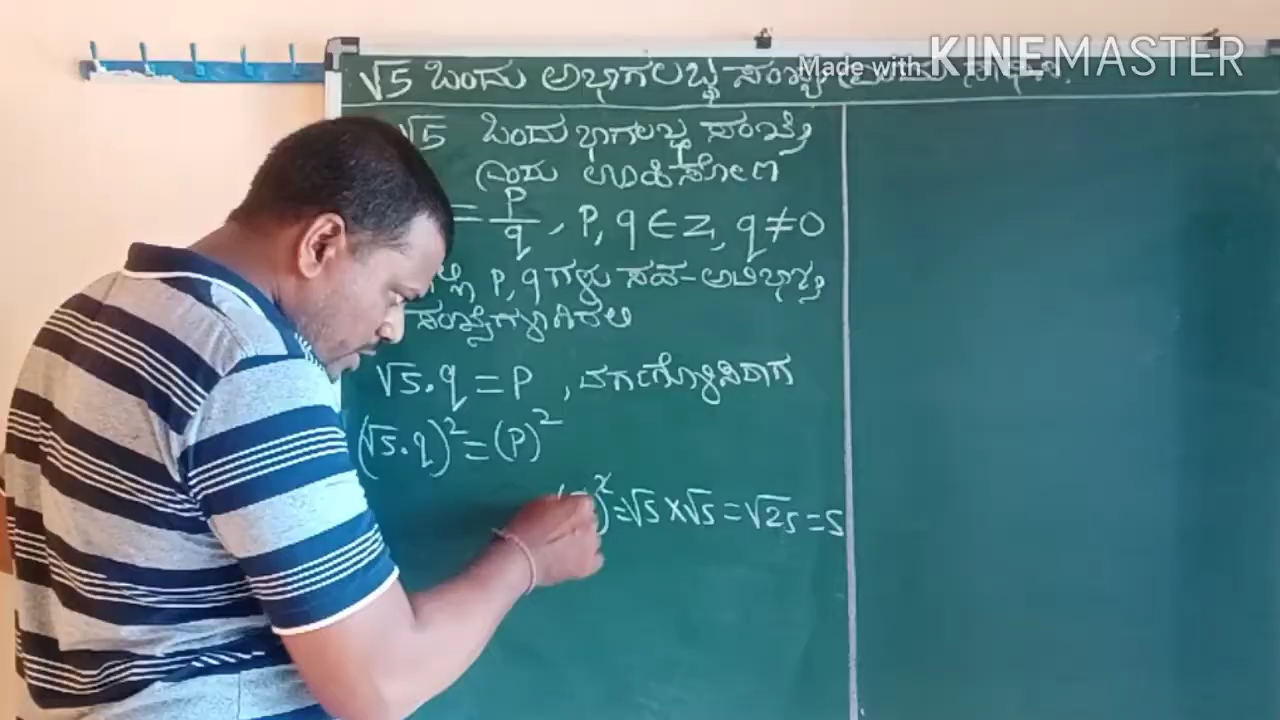 Made with KINEMASTER
√5 ಒಂದು ಅಭಾಗಲಬ್ಧ ಸಂಖ್ಯೆ
√5 ಒಂದು ಭಾಗಲಬ್ಧ ಸಂಖ್ಯೆ
ಎಂದು ಊಹಿಸೋಣ
= p/q, P, q ∈ z, q ≠ 0
P, q ಗಳು ಸಹ-ಅವಿಭಾಜ್ಯ
ಸಂಖ್ಯೆಗಳಾಗಿರಲಿ
√5.q = P, ವರ್ಗಗೊಳಿಸಿದಾಗ
(√5.q)² = (P)²
)² = √5 × √5 = √25 = 5